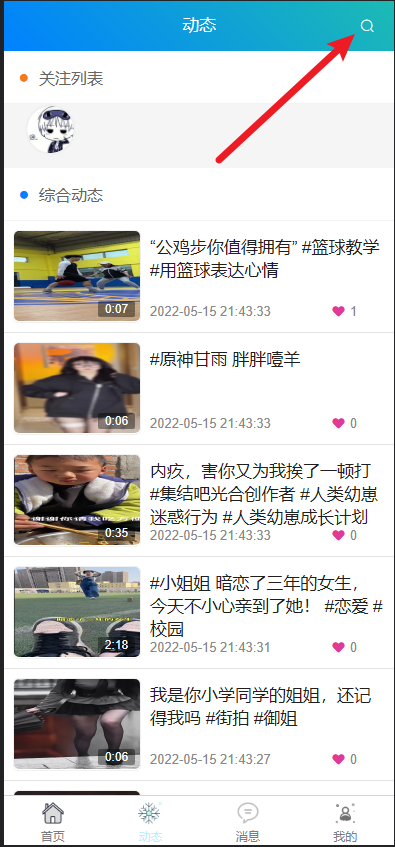 动态
关注列表
综合动态
“公鸡步你值得拥有” #篮球教学
#用篮球表达心情
0:07
2022-05-15 21:43:33
1
#原神甘雨 胖胖噎羊
0:06
2022-05-15 21:43:33
0
内疚，害你又为我挨了一顿打
#集结吧光合创作者 #人类幼崽
迷惑行为 #人类幼崽成长计划
0:35
2022-05-15 21:43:33
0
#小姐姐 暗恋了三年的女生，
今天不小心亲到了她！ #恋爱 #
校园
2:18
2022-05-15 21:43:31
0
我是你小学同学的姐姐，还记
得我吗 #街拍 #御姐
0:06
2022-05-15 21:43:27
0
首页
动态
消息
我的